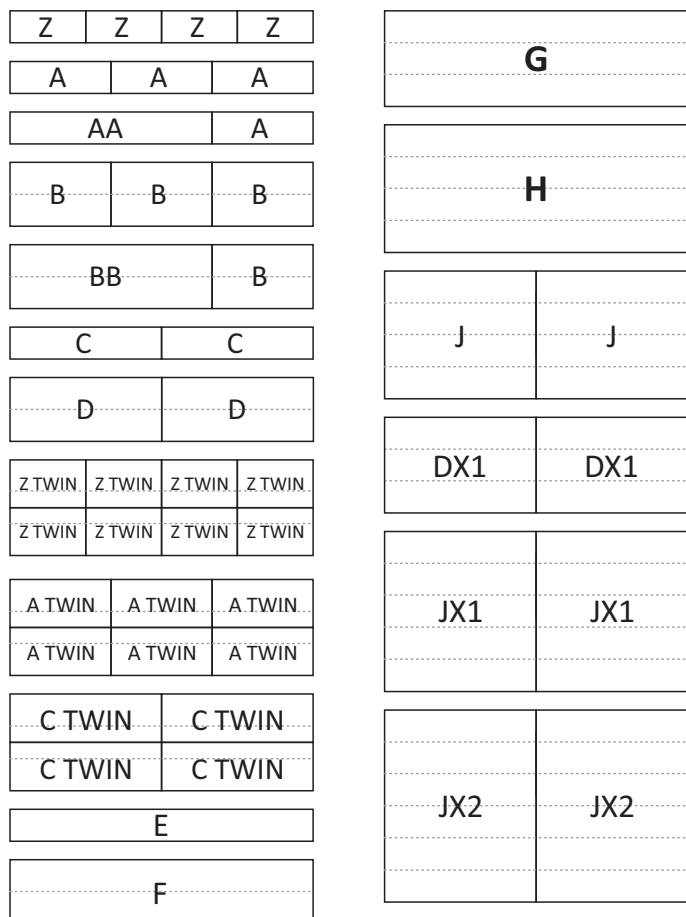 Z Z Z Z
A A A
AA A
B B B
BB B
C C
D D
Z TWIN Z TWIN Z TWIN Z TWIN
Z TWIN Z TWIN Z TWIN Z TWIN
A TWIN A TWIN A TWIN
A TWIN A TWIN A TWIN
C TWIN C TWIN
C TWIN C TWIN
E
F
G
H
J J
DX1 DX1
JX1 JX1
JX2 JX2